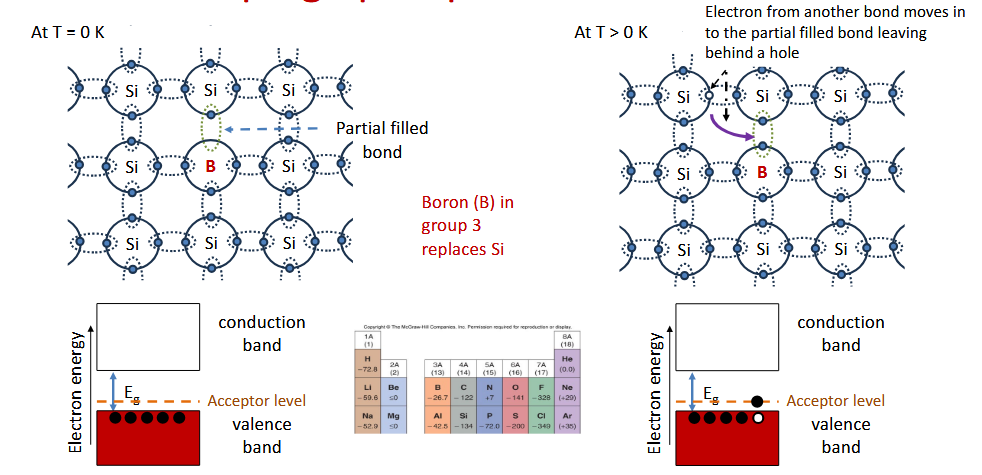 At T = 0 K
At T > 0 K
Electron from another bond moves in
to the partial filled bond leaving
behind a hole
Si Si Si
Si B Si
Si Si Si
Partial filled
bond
Boron (B) in
group 3
replaces Si
Si Si Si
Si B Si
Si Si Si
Electron energy
conduction
band
Eg
Acceptor level
valence
band
Copyright © The McGraw-Hill Companies, Inc. Permission required for reproduction or display.
1A
(1)
8A
(18)
H
−72.8
2A
(2)
3A
(13)
4A
(14)
5A
(15)
6A
(16)
7A
(17)
He
(0.0)
Li
−59.6
Be
≤0
B
−26.7
C
−122
N
+7
O
−141
F
−328
Ne
(+29)
Na
−52.9
Mg
≤0
Al
−42.5
Si
−134
P
−72.0
S
−200
Cl
−349
Ar
(+35)
Electron energy
conduction
band
Eg
Acceptor level
valence
band